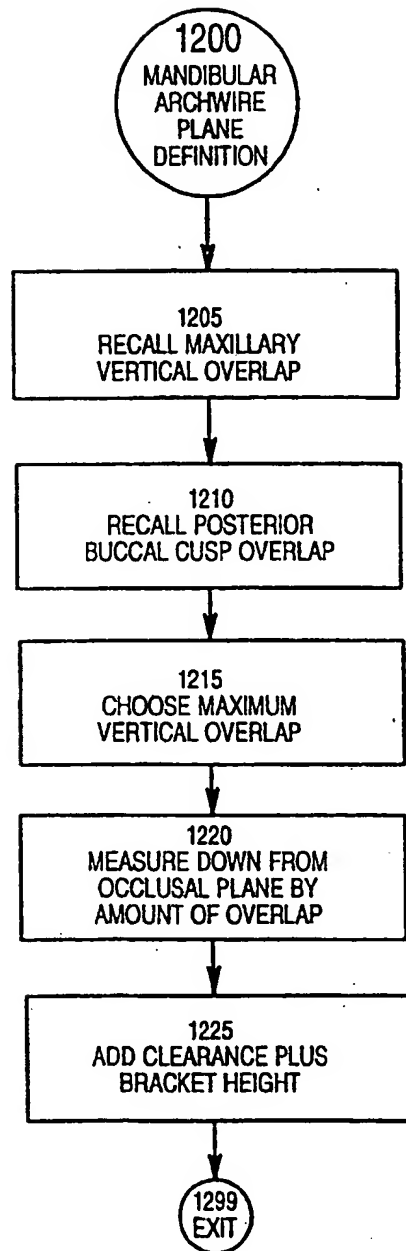 1200
MANDIBULAR
ARCHWIRE
PLANE
DEFINITION
1205
RECALL MAXILLARY
VERTICAL OVERLAP
1210
RECALL POSTERIOR
BUCCAL CUSP OVERLAP
1215
CHOOSE MAXIMUM
VERTICAL OVERLAP
1220
MEASURE DOWN FROM
OCCLUSAL PLANE BY
AMOUNT OF OVERLAP
1225
ADD CLEARANCE PLUS
BRACKET HEIGHT
1299
EXIT